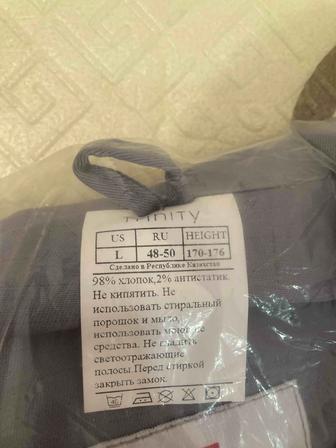 Trinity
US RU HEIGHT
L 48-50 170-176
Сделано в Республике Казахстан
98% хлопок,2% антистатик.
Не кипятить. Не
использовать стиральный
порошок и мыло,
использовать моющие
средства. Не гладить
светоотражающие
полосы.Перед стиркой
закрыть замок.